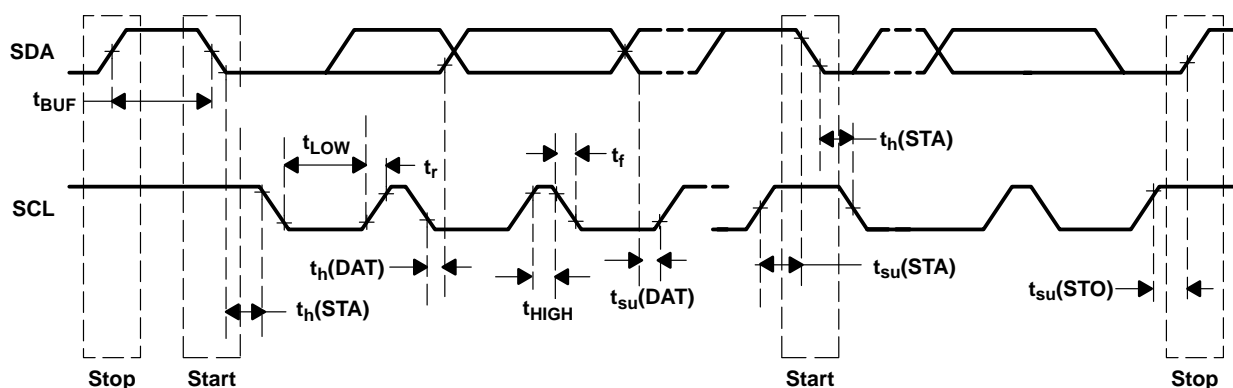 SDA
t_BUF
t_LOW
t_r
t_f
t_h(STA)
SCL
t_h(DAT)
t_su(STA)
t_h(STA)
t_HIGH
t_su(DAT)
t_su(STO)
Stop
Start
Start
Stop